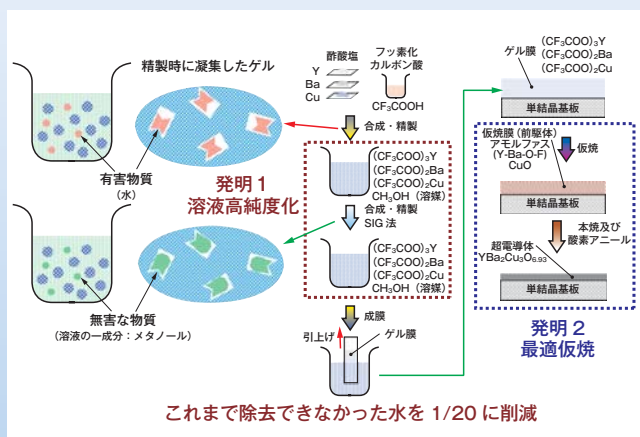 精製時に凝集したゲル
有害物質
(水)
無害な物質
(溶液の一成分：メタノール)
発明1
溶液高純度化
酢酸塩
Y
Ba
Cu
フッ素化
カルボン酸
CF₃COOH
合成・精製
(CF₃COO)₃Y
(CF₃COO)₂Ba
(CF₃COO)₂Cu
CH₃OH(溶媒)
合成・精製
SIG法
(CF₃COO)₃Y
(CF₃COO)₂Ba
(CF₃COO)₂Cu
CH₃OH(溶媒)
成膜
引上げ
ゲル膜
ゲル膜
(CF₃COO)₃Y
(CF₃COO)₂Ba
(CF₃COO)₂Cu
単結晶基板
仮焼膜(前駆体)
アモルファス
(Y-Ba-O-F)
CuO
仮焼
単結晶基板
本焼及び
酸素アニール
超電導体
YBa₂Cu₃O₆.₉₃
単結晶基板
発明2
最適仮焼
これまで除去できなかった水を1/20に削減